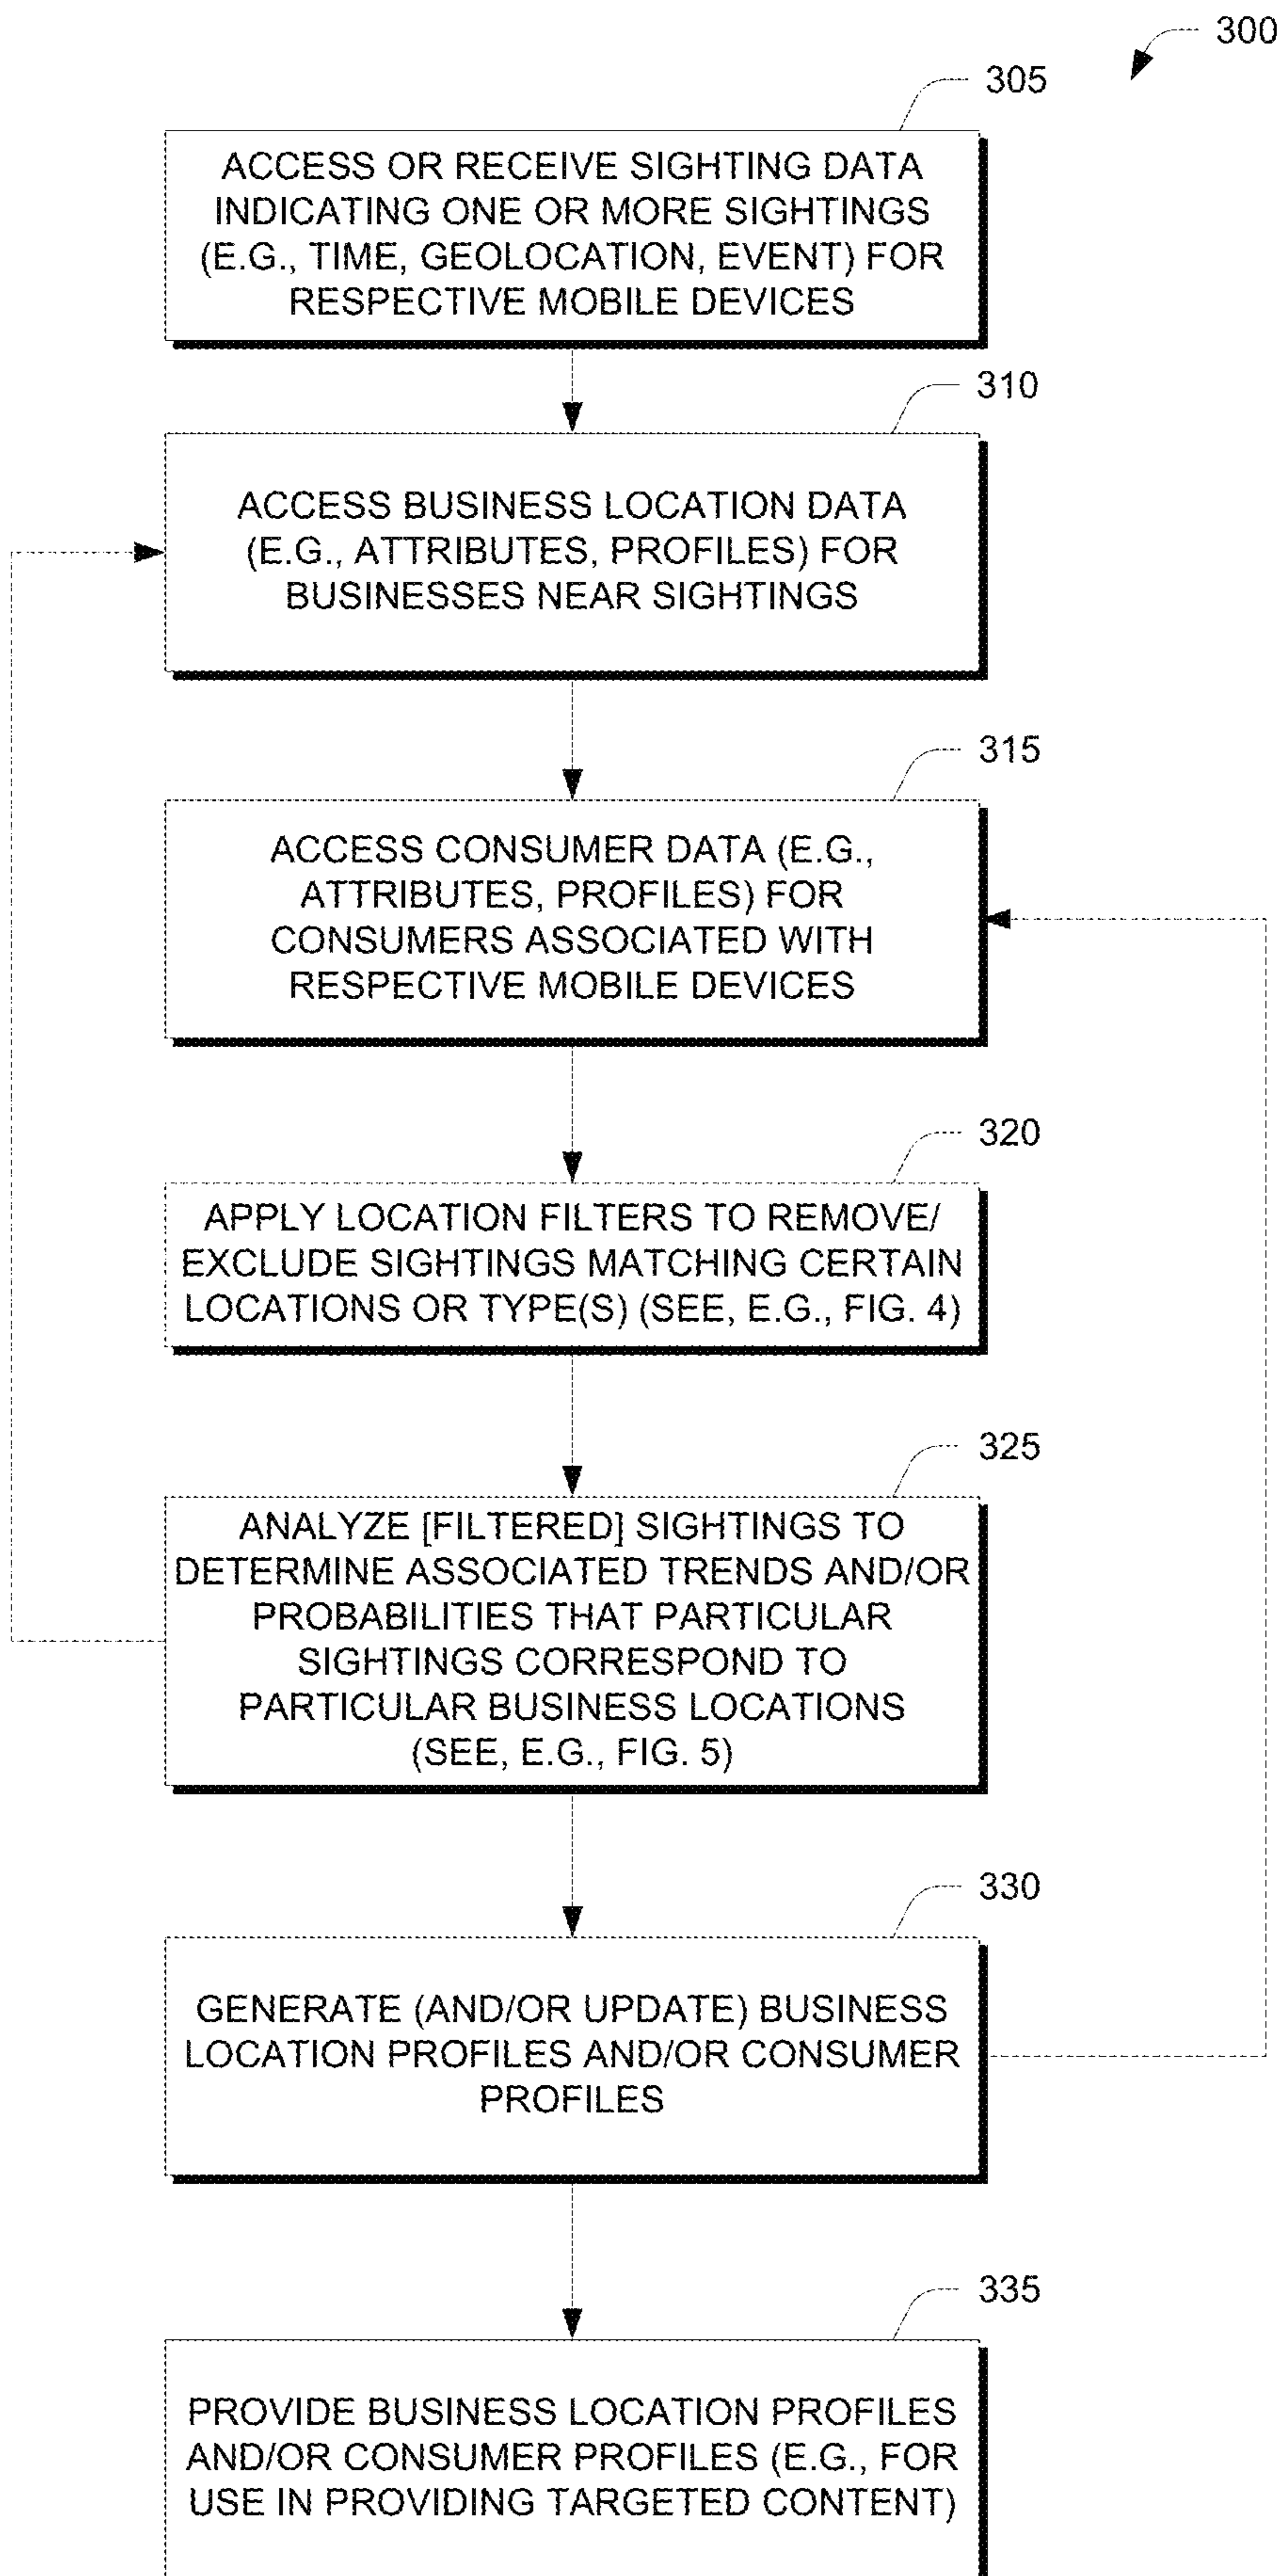 300
305
ACCESS OR RECEIVE SIGHTING DATA
INDICATING ONE OR MORE SIGHTINGS
(E.G., TIME, GEOLOCATION, EVENT) FOR
RESPECTIVE MOBILE DEVICES
310
ACCESS BUSINESS LOCATION DATA
(E.G., ATTRIBUTES, PROFILES) FOR
BUSINESSES NEAR SIGHTINGS
315
ACCESS CONSUMER DATA (E.G.,
ATTRIBUTES, PROFILES) FOR
CONSUMERS ASSOCIATED WITH
RESPECTIVE MOBILE DEVICES
320
APPLY LOCATION FILTERS TO REMOVE/
EXCLUDE SIGHTINGS MATCHING CERTAIN
LOCATIONS OR TYPE(S) (SEE, E.G., FIG. 4)
325
ANALYZE [FILTERED] SIGHTINGS TO
DETERMINE ASSOCIATED TRENDS AND/OR
PROBABILITIES THAT PARTICULAR
SIGHTINGS CORRESPOND TO
PARTICULAR BUSINESS LOCATIONS
(SEE, E.G., FIG. 5)
330
GENERATE (AND/OR UPDATE) BUSINESS
LOCATION PROFILES AND/OR CONSUMER
PROFILES
335
PROVIDE BUSINESS LOCATION PROFILES
AND/OR CONSUMER PROFILES (E.G., FOR
USE IN PROVIDING TARGETED CONTENT)